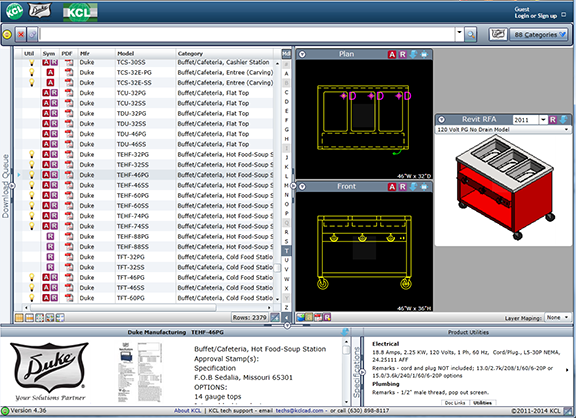 KCL Duke KCL
Guest
Login or Sign up
88 Categories
Util Sym PDF Mfr Model Category Mdl
Duke TCS-30SS Buffet/Cafeteria, Cashier Station
Duke TCS-32E-PG Buffet/Cafeteria, Entree (Carving)
Duke TCS-32E-SS Buffet/Cafeteria, Entree (Carving)
Duke TCU-32PG Buffet/Cafeteria, Flat Top
Duke TCU-32SS Buffet/Cafeteria, Flat Top
Duke TDU-32PG Buffet/Cafeteria, Flat Top
Duke TDU-32SS Buffet/Cafeteria, Flat Top
Duke TDU-46PG Buffet/Cafeteria, Flat Top
Duke TDU-46SS Buffet/Cafeteria, Flat Top
Duke TEHF-32PG Buffet/Cafeteria, Hot Food-Soup S
Duke TEHF-32SS Buffet/Cafeteria, Hot Food-Soup S
Duke TEHF-46PG Buffet/Cafeteria, Hot Food-Soup S
Duke TEHF-46SS Buffet/Cafeteria, Hot Food-Soup S
Duke TEHF-60PG Buffet/Cafeteria, Hot Food-Soup S
Duke TEHF-60SS Buffet/Cafeteria, Hot Food-Soup S
Duke TEHF-74PG Buffet/Cafeteria, Hot Food-Soup S
Duke TEHF-74SS Buffet/Cafeteria, Hot Food-Soup S
Duke TEHF-88PG Buffet/Cafeteria, Hot Food-Soup S
Duke TEHF-88SS Buffet/Cafeteria, Hot Food-Soup S
Duke TFT-32PG Buffet/Cafeteria, Cold Food Station
Duke TFT-32SS Buffet/Cafeteria, Cold Food Station
Duke TFT-46PG Buffet/Cafeteria, Cold Food Station
Duke TFT-46SS Buffet/Cafeteria, Cold Food Station
Duke TFT-60PG Buffet/Cafeteria, Cold Food Station
Rows: 2379
Download Queue
Plan
46"W x 32"D
Front
46"W x 36"H
Revit RFA 2011
120 Volt PG No Drain Model
Layer Maping: None
Duke Manufacturing TEHF-46PG
Duke
Your Solutions Partner
Buffet/Cafeteria, Hot Food-Soup Station
Approval Stamp(s):
Specification
F.O.B Sedalia, Missouri 65301
OPTIONS:
14 gauge tops
Specifications
Product Utilities
Electrical
18.8 Amps, 2.25 KW, 120 Volts, 1 Ph, 60 Hz, Cord/Plug., L5-30P NEMA,
24.25111 AFF
Remarks - cord and plug NOT included; 13.0/2.7k/208/1/60/6-20P or
15.0/3.6k/240/1/60/6-20P options
Plumbing
Remarks - 1/2" male thread, pop out screen.
Doc Links Utilities
Version 4.36
About KCL | KCL tech support - email techs@kclcad.com - or call (630) 898-8117
©2011-2014 KCL